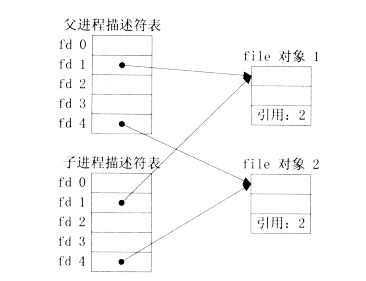 父进程描述符表
fd 0
fd 1
fd 2
fd 3
fd 4
file 对象 1
引用: 2
子进程描述符表
fd 0
fd 1
fd 2
fd 3
fd 4
file 对象 2
引用: 2